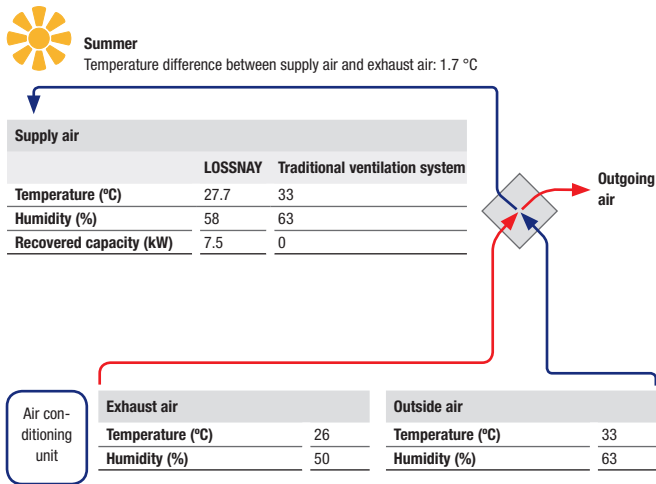 Summer
Temperature difference between supply air and exhaust air: 1.7 °C
Supply air
LOSSNAY Traditional ventilation system
Temperature (ºC) 27.7 33
Humidity (%) 58 63
Recovered capacity (kW) 7.5 0
Outgoing
air
Air con-
ditioning
unit
Exhaust air
Temperature (ºC) 26
Humidity (%) 50
Outside air
Temperature (ºC) 33
Humidity (%) 63